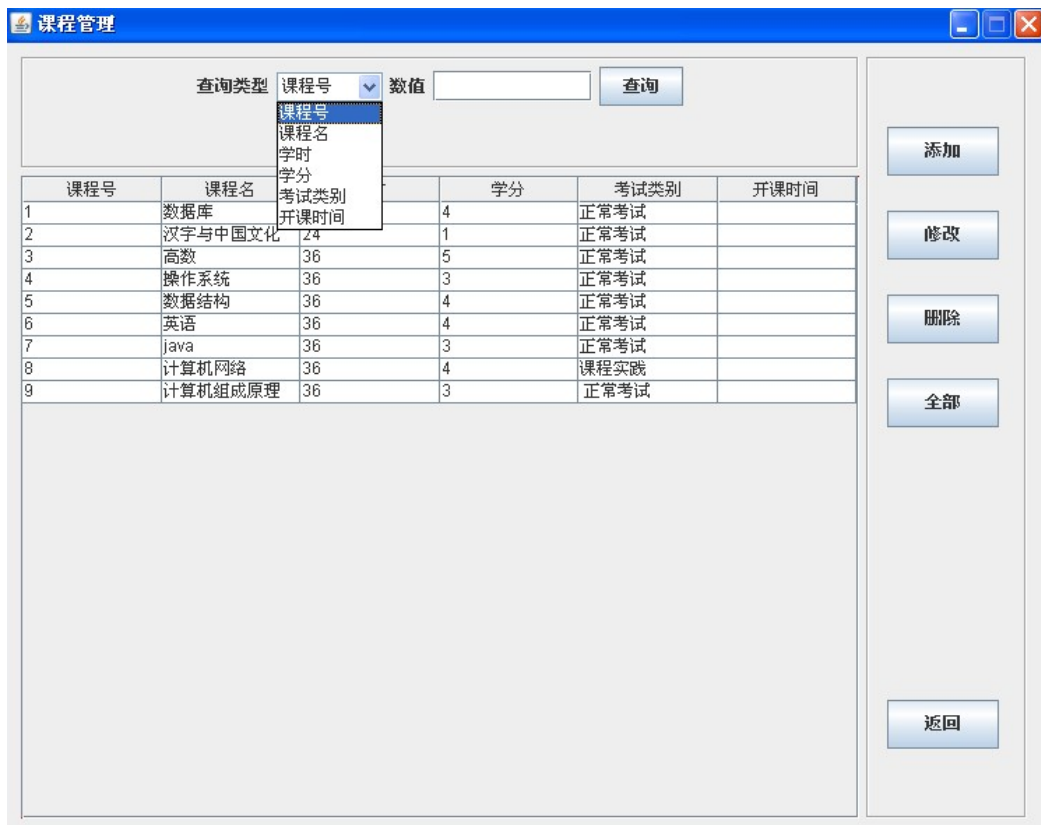 课程管理
查询类型 课程号 数值 查询
课程号
课程名
学时
学分
考试类别
开课时间
添加
修改
删除
全部
返回
课程号 课程名 学分 考试类别 开课时间
1 数据库 4 正常考试
2 汉字与中国文化 24 1 正常考试
3 高数 36 5 正常考试
4 操作系统 36 3 正常考试
5 数据结构 36 4 正常考试
6 英语 36 4 正常考试
7 java 36 3 正常考试
8 计算机网络 36 4 课程实践
9 计算机组成原理 36 3 正常考试